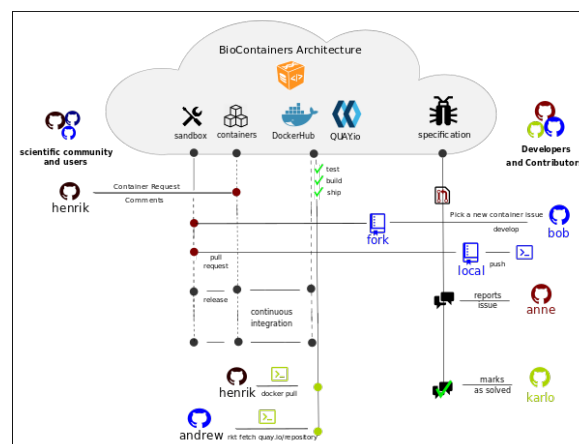 BioContainers Architecture
sandbox
containers
DockerHub
QUAY.io
specification
scientific community
and users
Developers
and Contributors
test
build
ship
Container Request
Comments
henrik
Pick a new container issue
develop
fork
bob
pull
request
local
push
release
continuous
integration
reports
issue
anne
henrik
docker pull
marks
as solved
karlo
andrew
rkt fetch quay.io/repository